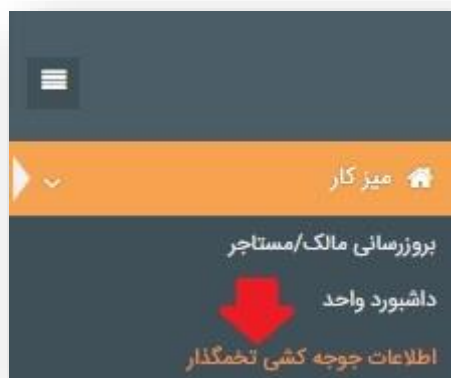 میز کار
بروزرسانی مالک/مستاجر
داشبورد واحد
اطلاعات جوجه کشی تخمگذار